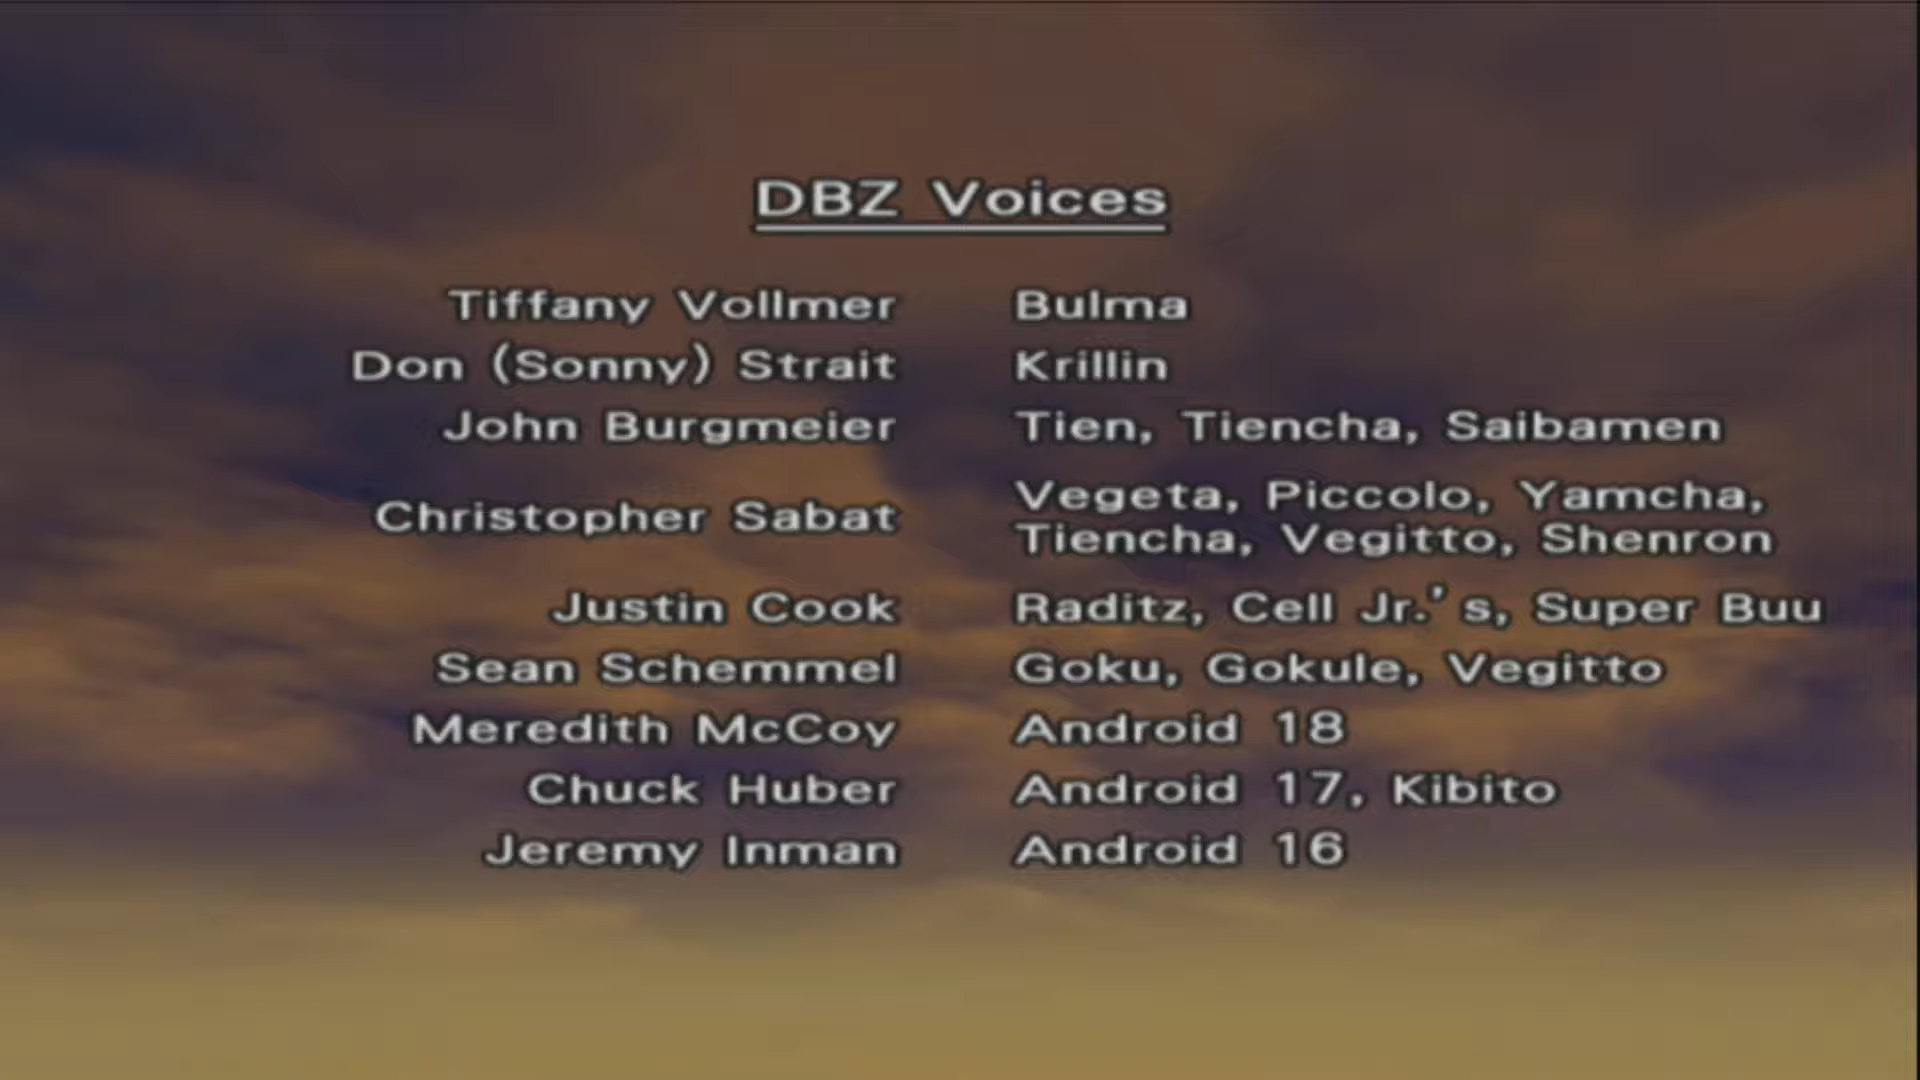 DBZ Voices
Tiffany Vollmer Bulma
Don (Sonny) Strait Krillin
John Burgmeier Tien, Tiencha, Saibamen
Christopher Sabat Vegeta, Piccolo, Yamcha,
Tiencha, Vegitto, Shenron
Justin Cook Raditz, Cell Jr.'s, Super Buu
Sean Schemmel Goku, Gokule, Vegitto
Meredith McCoy Android 18
Chuck Huber Android 17, Kibito
Jeremy Inman Android 16